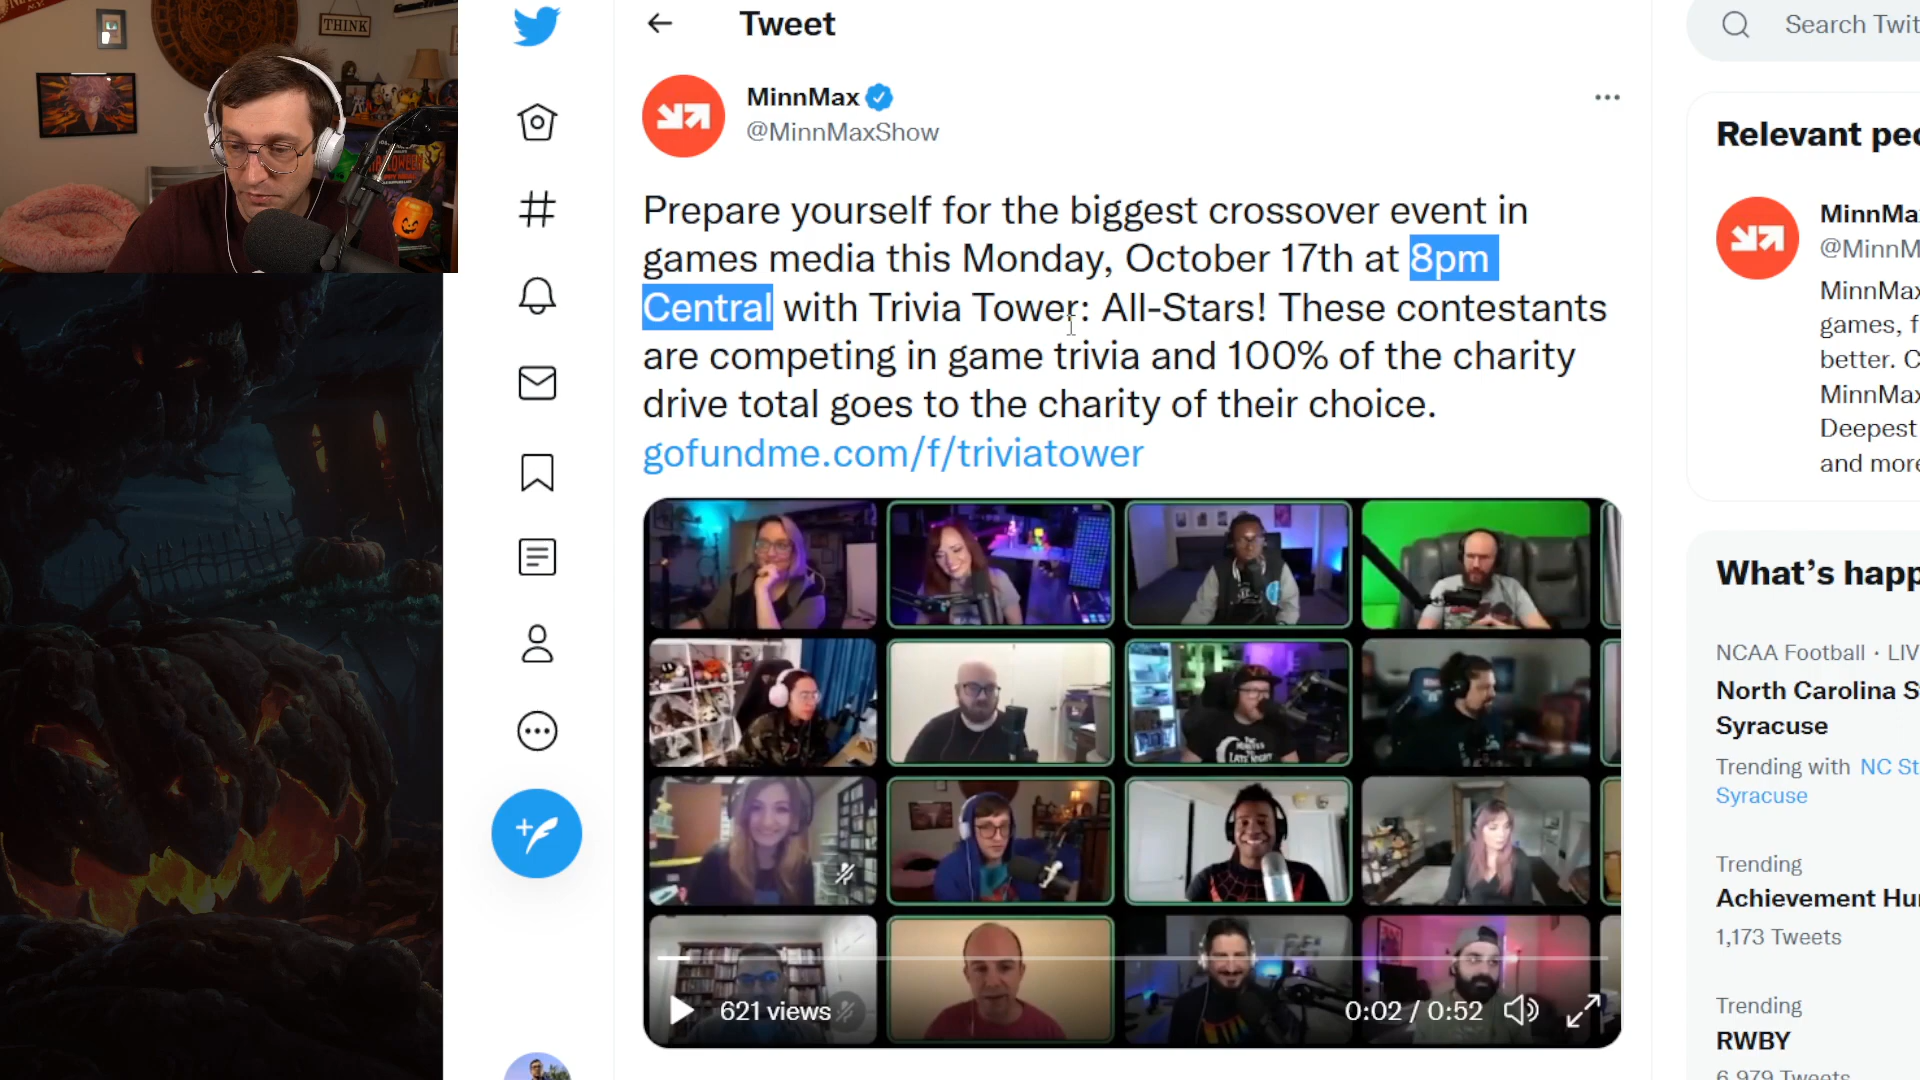 THINK
Tweet
Search Twit
MinnMax
@MinnMaxShow
Prepare yourself for the biggest crossover event in
games media this Monday, October 17th at 8pm
Central with Trivia Tower: All-Stars! These contestants
are competing in game trivia and 100% of the charity
drive total goes to the charity of their choice.
gofundme.com/f/triviatower
621 views
0:02 / 0:52
Relevant peo
MinnMa
@MinnM
MinnMax
games, f
better. C
MinnMax
Deepest
and more
What's happ
NCAA Football · LIV
North Carolina S
Syracuse
Trending with NC St
Syracuse
Trending
Achievement Hu
1,173 Tweets
Trending
RWBY
6,979 Tweets